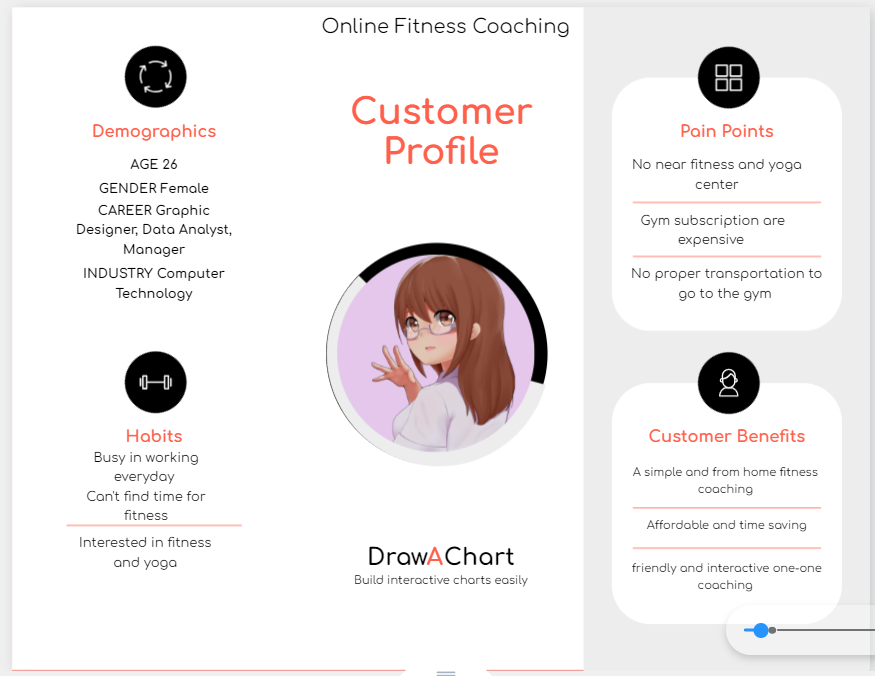 Online Fitness Coaching
Customer
Profile
Demographics
AGE 26
GENDER Female
CAREER Graphic
Designer, Data Analyst,
Manager
INDUSTRY Computer
Technology
Habits
Busy in working
everyday
Can't find time for
fitness
Interested in fitness
and yoga
DrawAChart
Build interactive charts easily
Pain Points
No near fitness and yoga
center
Gym subscription are
expensive
No proper transportation to
go to the gym
Customer Benefits
A simple and from home fitness
coaching
Affordable and time saving
friendly and interactive one-one
coaching